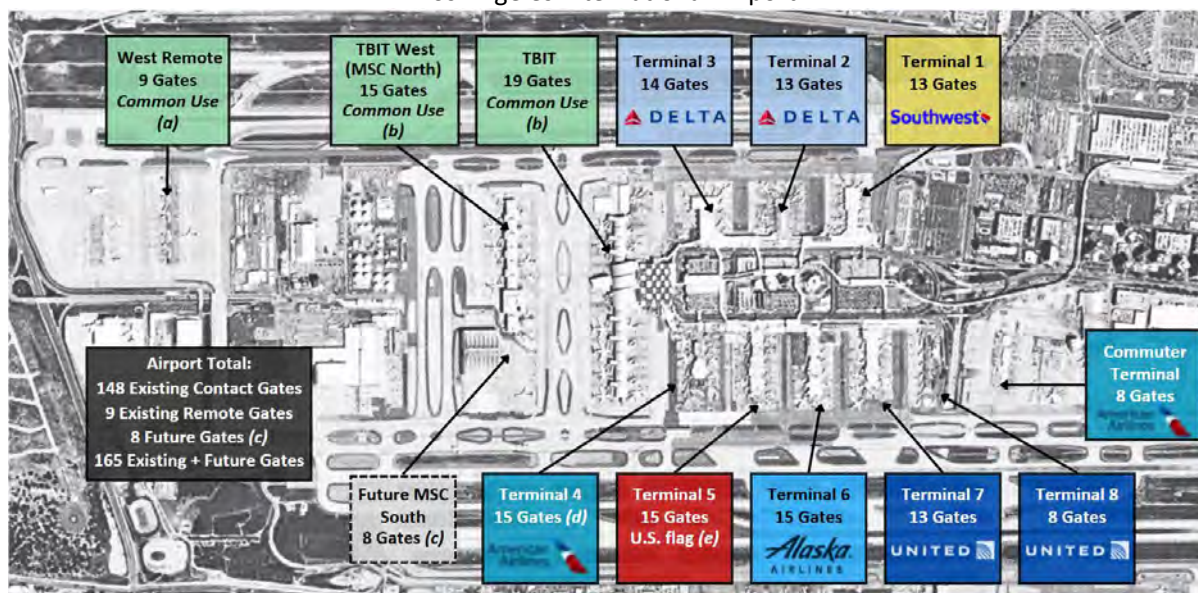 West Remote
9 Gates
Common Use
(a)
TBIT West
(MSC North)
15 Gates
Common Use
(b)
TBIT
19 Gates
Common Use
(b)
Terminal 3
14 Gates
DELTA
Terminal 2
13 Gates
DELTA
Terminal 1
13 Gates
Southwest
Airport Total:
148 Existing Contact Gates
9 Existing Remote Gates
8 Future Gates (c)
165 Existing + Future Gates
Commuter
Terminal
8 Gates
American
Airlines
Future MSC
South
8 Gates (c)
Terminal 4
15 Gates (d)
American
Airlines
Terminal 5
15 Gates
U.S. flag (e)
Terminal 6
15 Gates
Alaska
AIRLINES
Terminal 7
13 Gates
UNITED
Terminal 8
8 Gates
UNITED